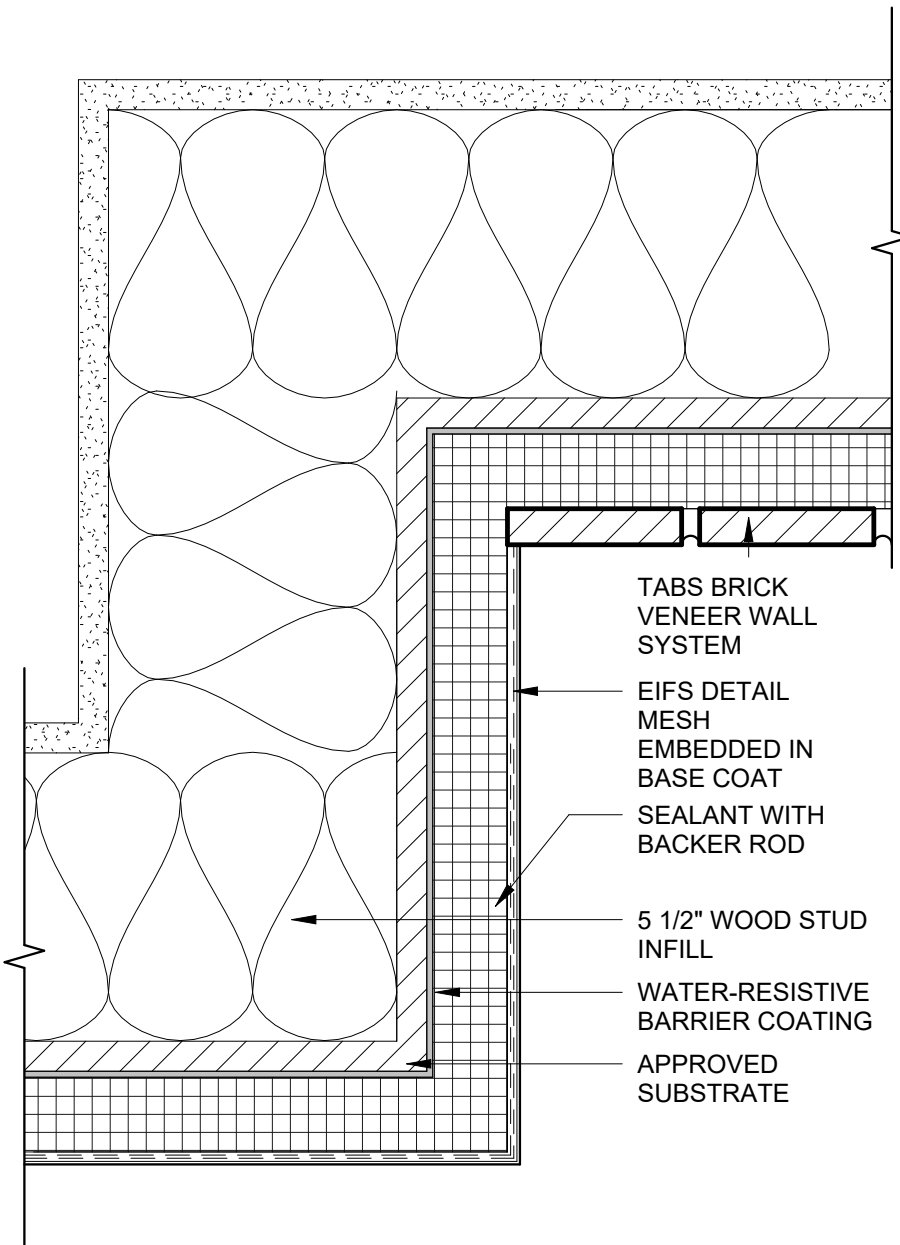 TABS BRICK
VENEER WALL
SYSTEM
EIFS DETAIL
MESH
EMBEDDED IN
BASE COAT
SEALANT WITH
BACKER ROD
5 1/2" WOOD STUD
INFILL
WATER-RESISTIVE
BARRIER COATING
APPROVED
SUBSTRATE